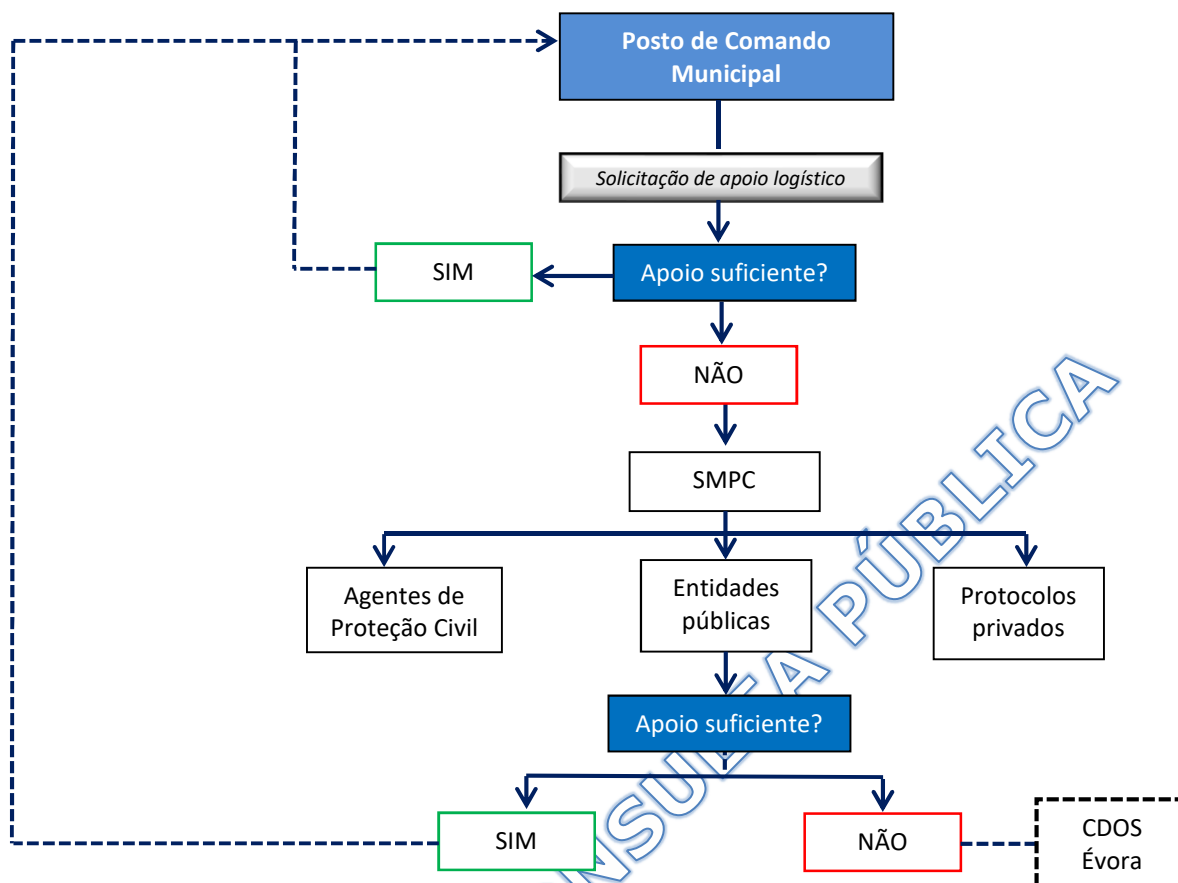 Posto de Comando
Municipal
Solicitação de apoio logístico
SIM
Apoio suficiente?
NÃO
SMPC
Agentes de
Proteção Civil
Entidades
públicas
Protocolos
privados
Apoio suficiente?
SIM
NÃO
CDOS
Évora
PÚBLICA